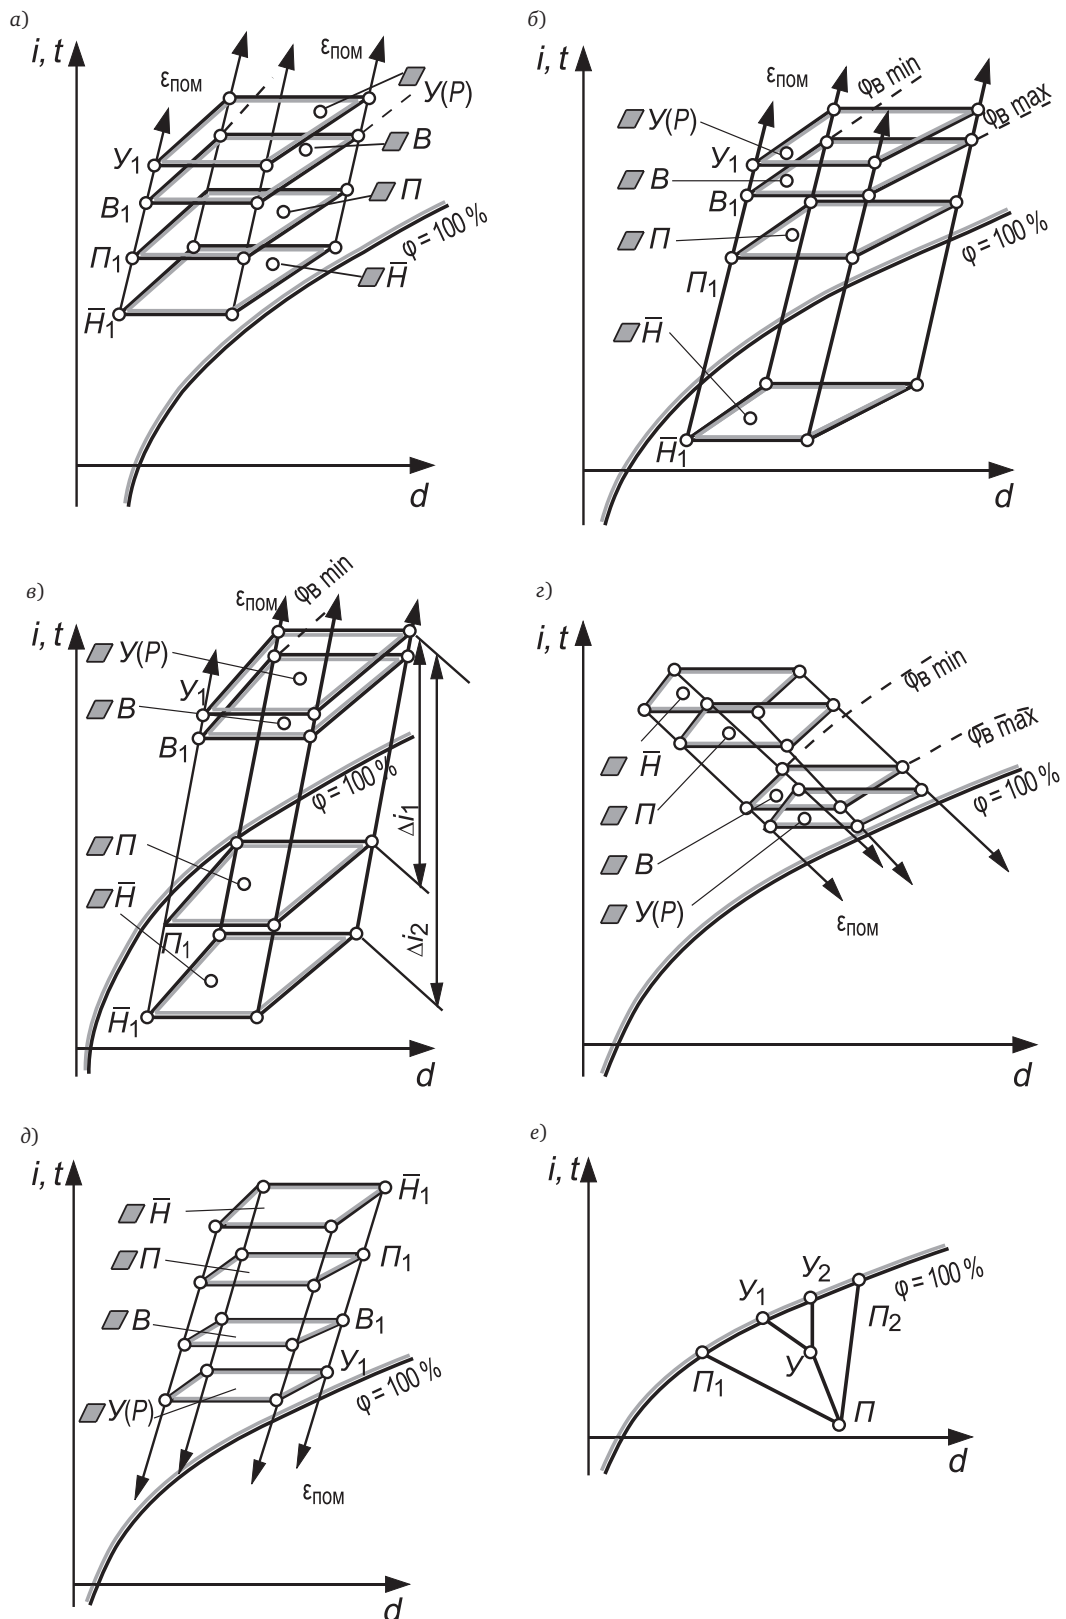 а)
i, t
εпом
εпом
У(P)
В
П
H̅
У1
В1
П1
H̅1
φ = 100 %
d
б)
i, t
εпом
φв min
φв max
У(P)
В
П
H̅
У1
В1
П1
H̅1
φ = 100 %
d
в)
i, t
εпом
φв min
У(P)
В
П
H̅
У1
В1
П1
H̅1
φ = 100 %
Δi1
Δi2
d
г)
i, t
φв min
φв max
H̅
П
В
У(P)
φ = 100 %
εпом
d
д)
i, t
H̅
H̅1
П
П1
В
В1
У(P)
У1
φ = 100 %
εпом
d
е)
i, t
У1
У2
φ = 100 %
П2
У
П1
П
d